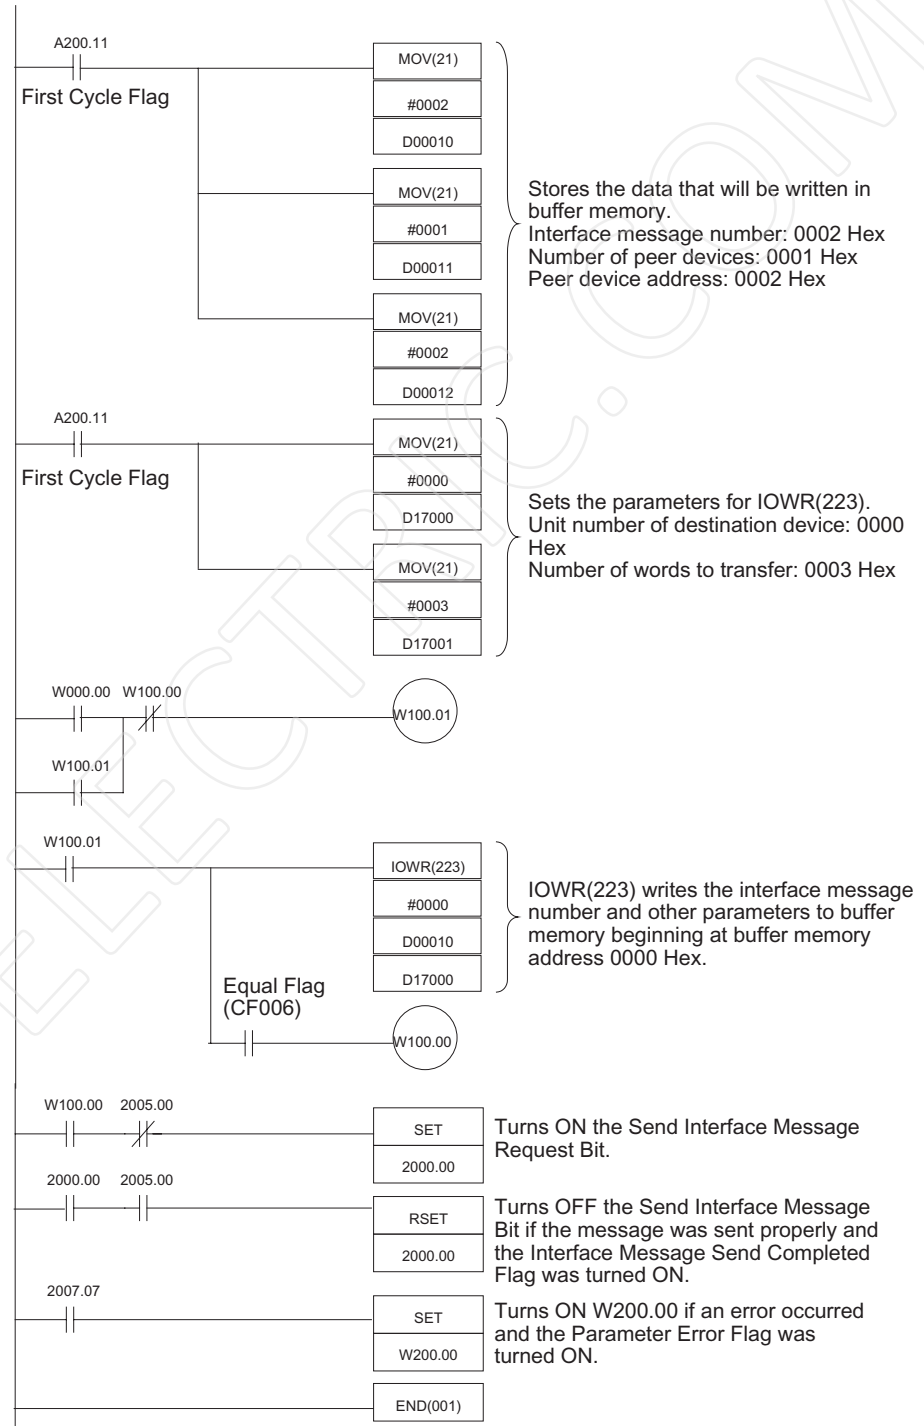 A200.11
First Cycle Flag
MOV(21)
#0002
D00010
MOV(21)
#0001
D00011
MOV(21)
#0002
D00012
Stores the data that will be written in
buffer memory.
Interface message number: 0002 Hex
Number of peer devices: 0001 Hex
Peer device address: 0002 Hex
A200.11
First Cycle Flag
MOV(21)
#0000
D17000
MOV(21)
#0003
D17001
Sets the parameters for IOWR(223).
Unit number of destination device: 0000
Hex
Number of words to transfer: 0003 Hex
W000.00 W100.00
W100.01
W100.01
W100.01
IOWR(223)
#0000
D00010
D17000
IOWR(223) writes the interface message
number and other parameters to buffer
memory beginning at buffer memory
address 0000 Hex.
Equal Flag
(CF006)
W100.00
W100.00 2005.00
SET
2000.00
Turns ON the Send Interface Message
Request Bit.
2000.00 2005.00
RSET
2000.00
Turns OFF the Send Interface Message
Bit if the message was sent properly and
the Interface Message Send Completed
Flag was turned ON.
2007.07
SET
W200.00
Turns ON W200.00 if an error occurred
and the Parameter Error Flag was
turned ON.
END(001)
ELECTRIC.COM